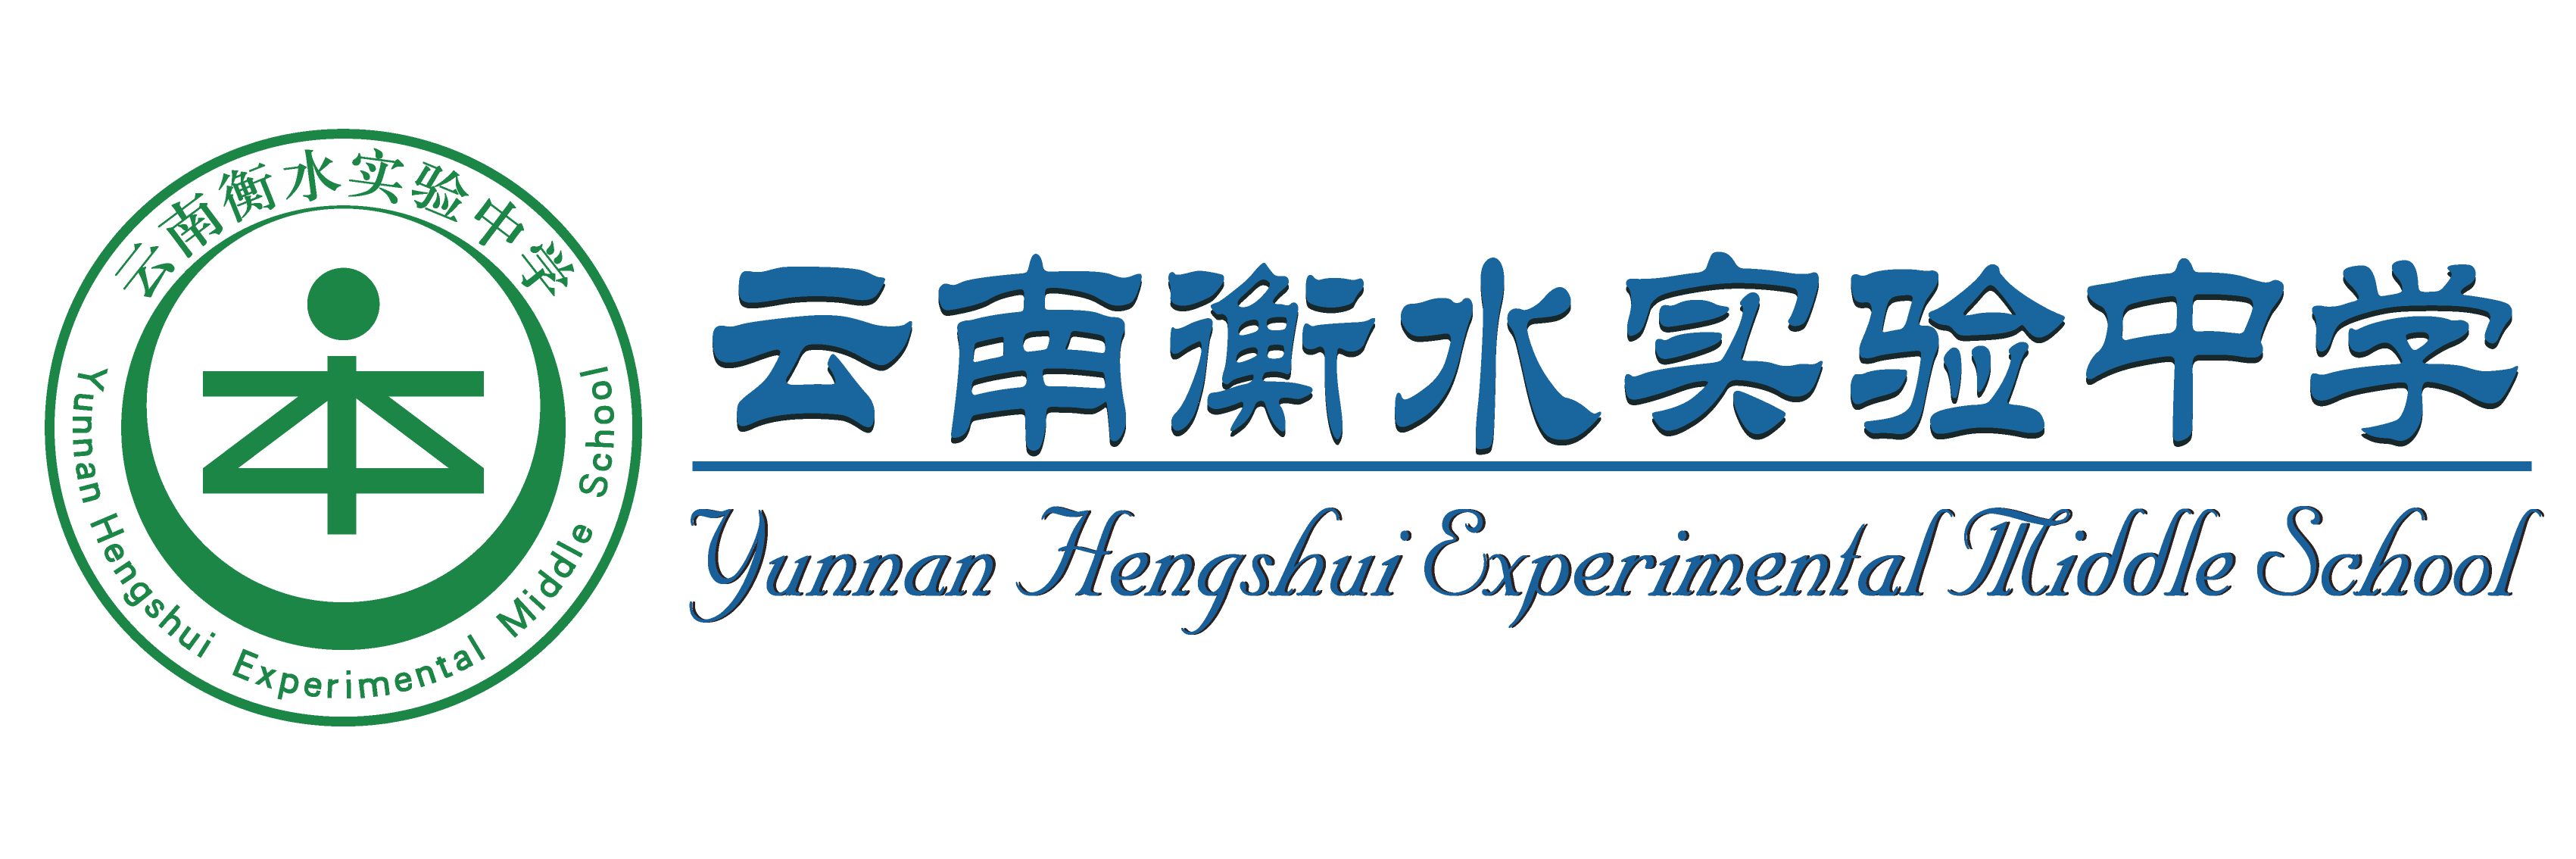 云南衡水实验中学
Yunnan Hengshui Experimental Middle School
云南衡水实验中学
Yunnan Hengshui Experimental Middle School